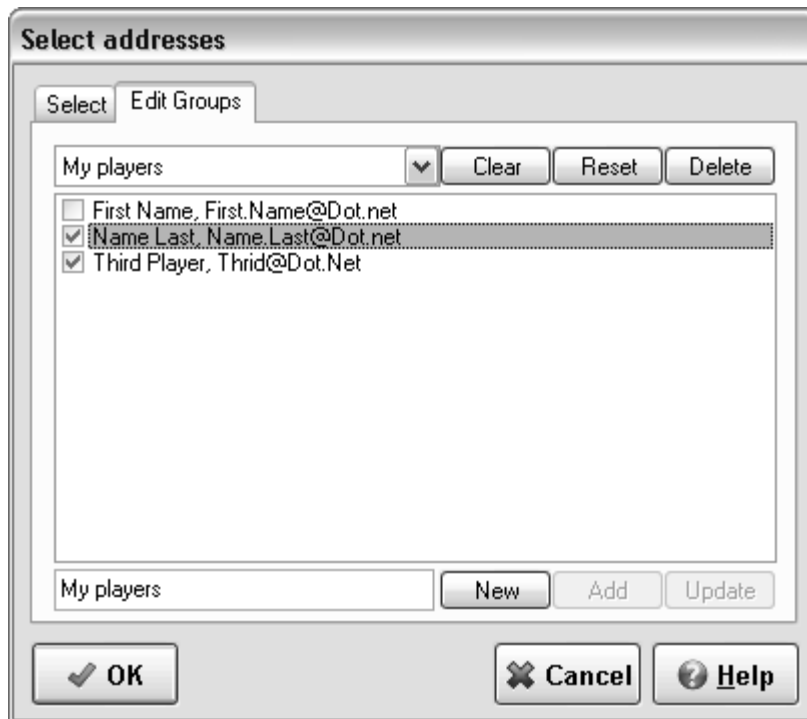 Select addresses
Select Edit Groups
My players Clear Reset Delete
First Name, First.Name@Dot.net
Name Last, Name.Last@Dot.net
Third Player, Thrid@Dot.Net
My players New Add Update
OK Cancel Help